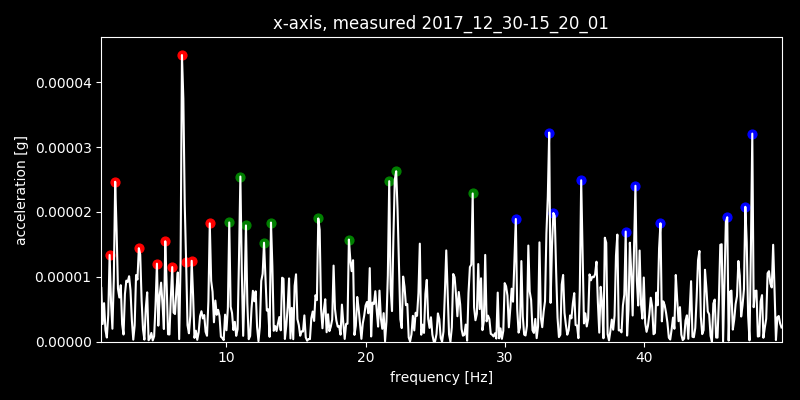 x-axis, measured 2017_12_30-15_20_01
acceleration [g]
0.00004
0.00003
0.00002
0.00001
0.00000
10 20 30 40
frequency [Hz]